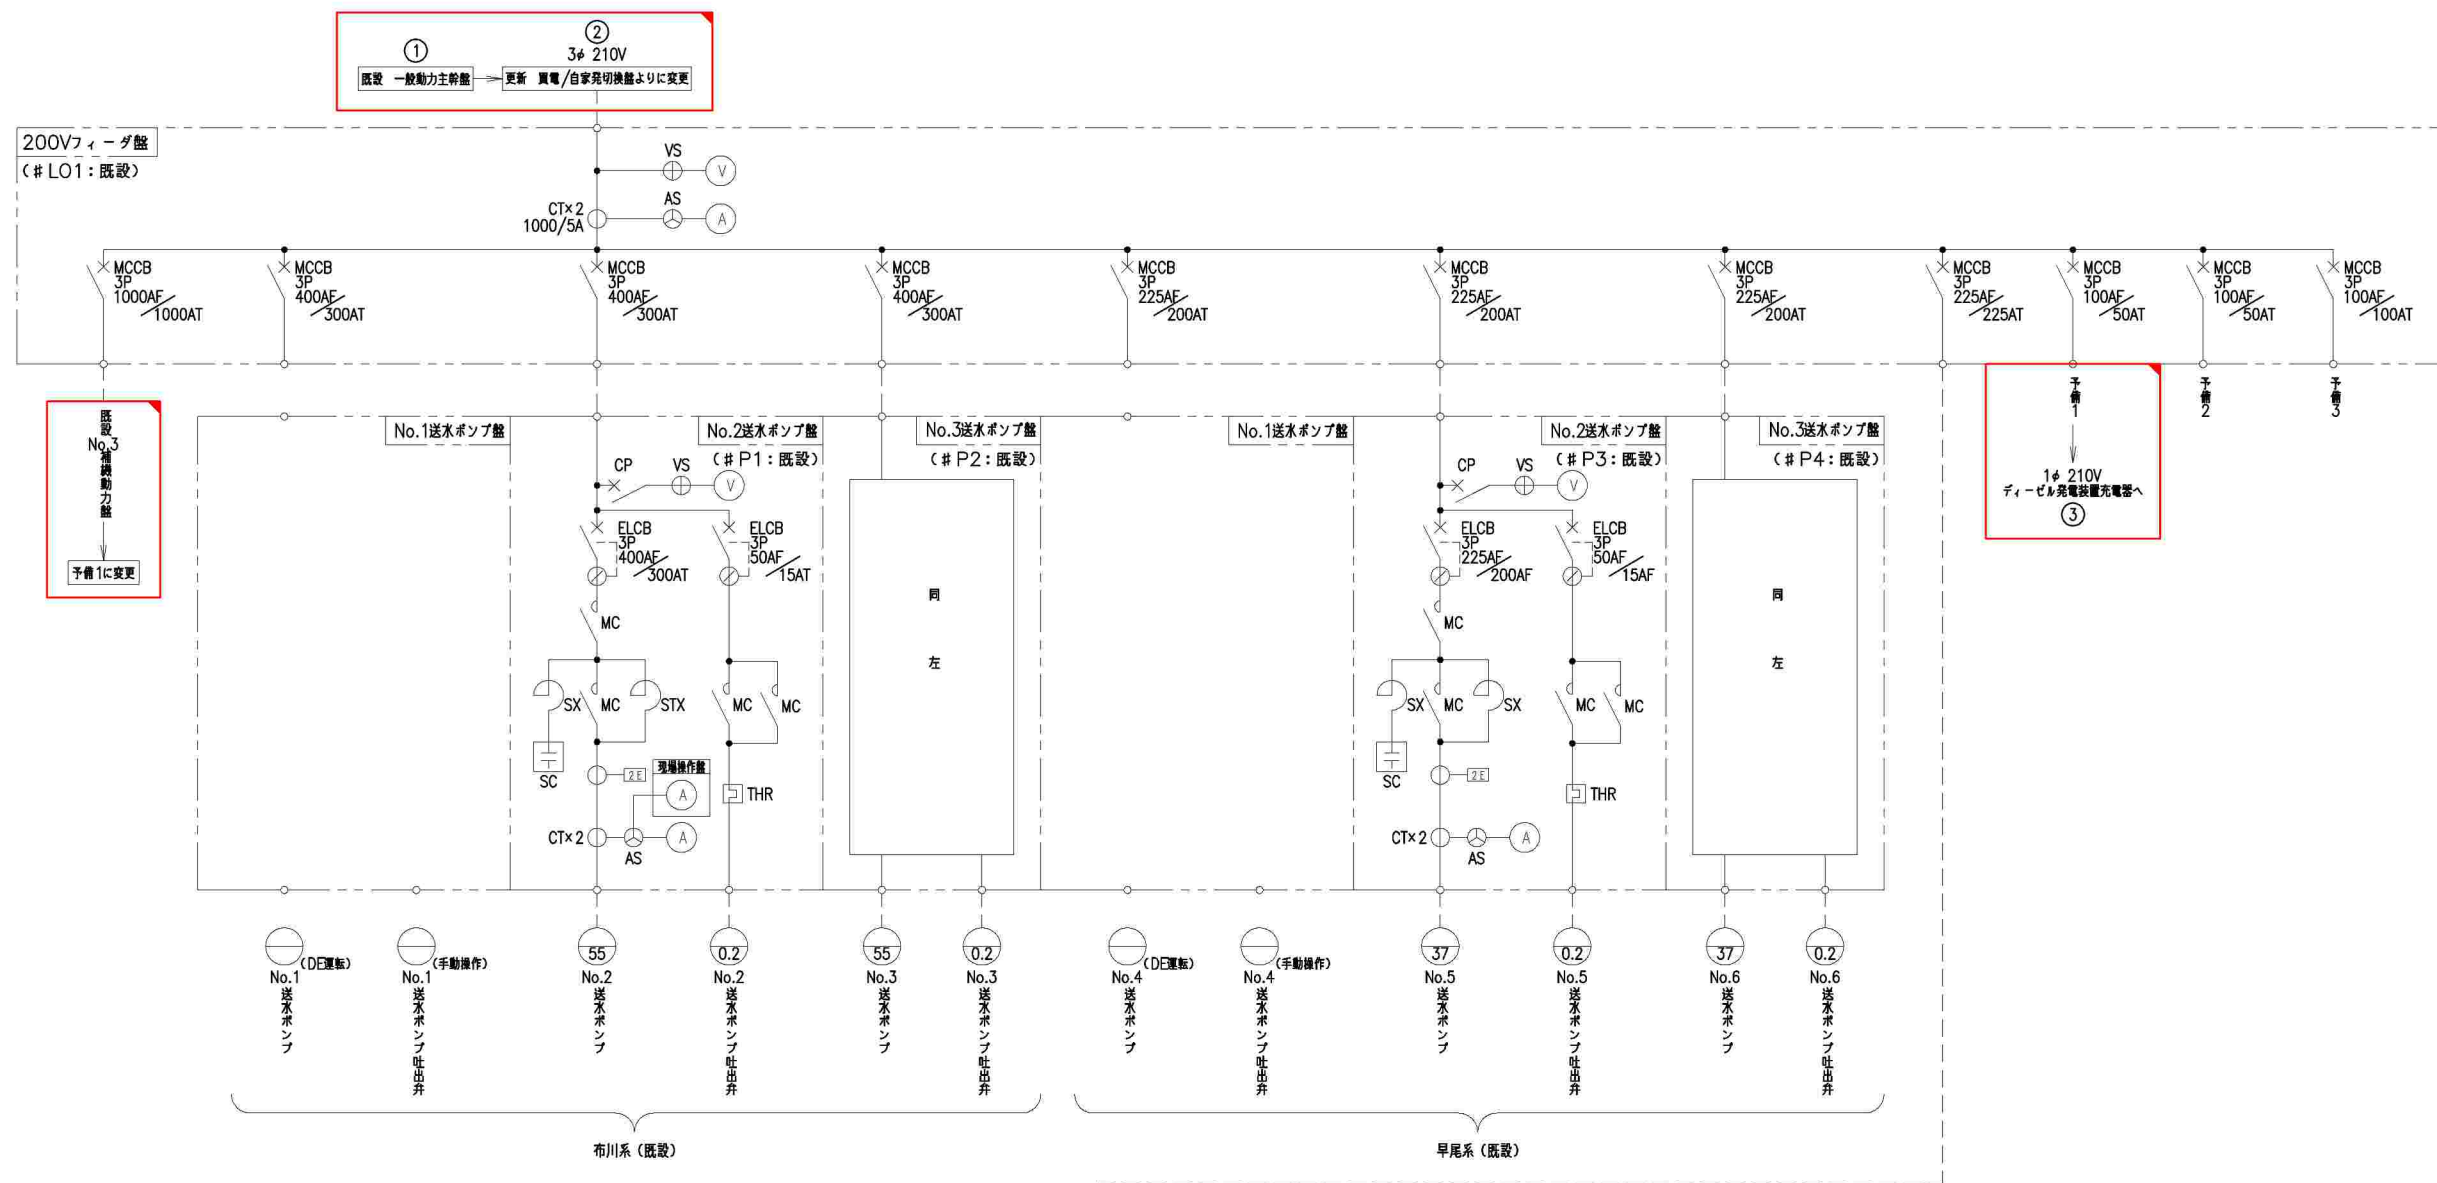 ①
②
3φ 210V
既設 一般動力主幹盤
更新 買電/自家発切換盤よりに変更
200Vフィーダ盤
(#LO1:既設)
VS
V
AS
A
CT×2
1000/5A
MCCB
3P
1000AF/1000AT
MCCB
3P
400AF/300AT
MCCB
3P
400AF/300AT
MCCB
3P
400AF/300AT
MCCB
3P
225AF/200AT
MCCB
3P
225AF/200AT
MCCB
3P
225AF/200AT
MCCB
3P
225AF/225AT
MCCB
3P
100AF/50AT
MCCB
3P
100AF/50AT
MCCB
3P
100AF/100AT
既設No.3補機動力盤
予備1に変更
予備1
1φ 210V
ディーゼル発電装置充電器へ
③
予備2
予備3
No.1送水ポンプ盤
No.2送水ポンプ盤
(#P1:既設)
CP
VS
V
ELCB
3P
400AF/300AT
ELCB
3P
50AF/15AT
MC
SX
MC
STX
MC
MC
SC
2E
現場操作盤
A
THR
CT×2
AS
A
No.3送水ポンプ盤
(#P2:既設)
同左
No.1送水ポンプ盤
No.2送水ポンプ盤
(#P3:既設)
CP
VS
V
ELCB
3P
225AF/200AF
ELCB
3P
50AF/15AF
MC
SX
MC
SX
MC
MC
SC
2E
THR
CT×2
AS
A
No.3送水ポンプ盤
(#P4:既設)
同左
(DE運転)
No.1送水ポンプ
(手動操作)
No.1送水ポンプ吐出弁
55
No.2送水ポンプ
0.2
No.2送水ポンプ吐出弁
55
No.3送水ポンプ
0.2
No.3送水ポンプ吐出弁
(DE運転)
No.4送水ポンプ
(手動操作)
No.4送水ポンプ吐出弁
37
No.5送水ポンプ
0.2
No.5送水ポンプ吐出弁
37
No.6送水ポンプ
0.2
No.6送水ポンプ吐出弁
布川系(既設)
早尾系(既設)